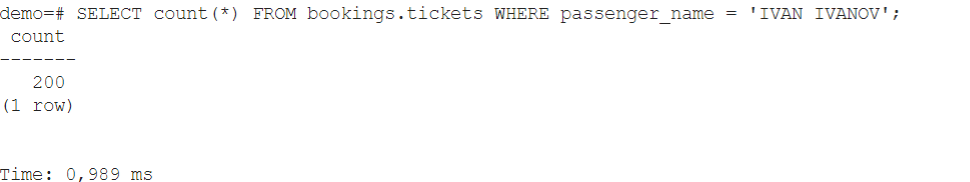 demo=# SELECT count(*) FROM bookings.tickets WHERE passenger_name = 'IVAN IVANOV';
 count
-------
   200
(1 row)
Time: 0,989 ms